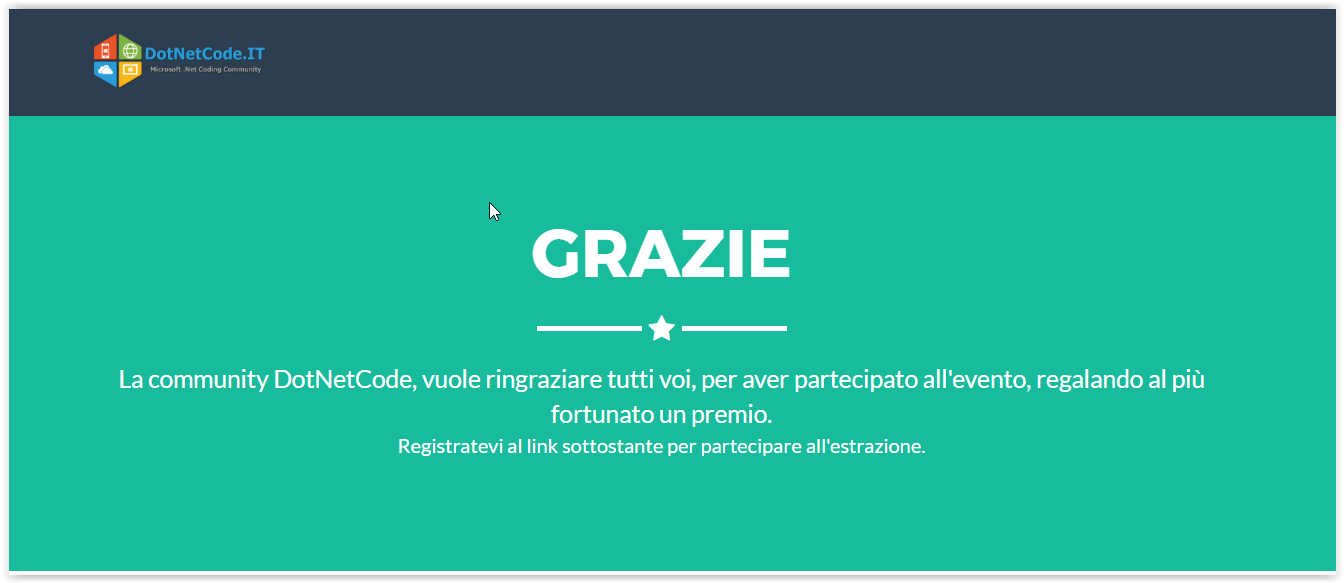 DotNetCode.IT
Microsoft .Net Coding Community
GRAZIE
La community DotNetCode, vuole ringraziare tutti voi, per aver partecipato all'evento, regalando al più
fortunato un premio.
Registratevi al link sottostante per partecipare all'estrazione.